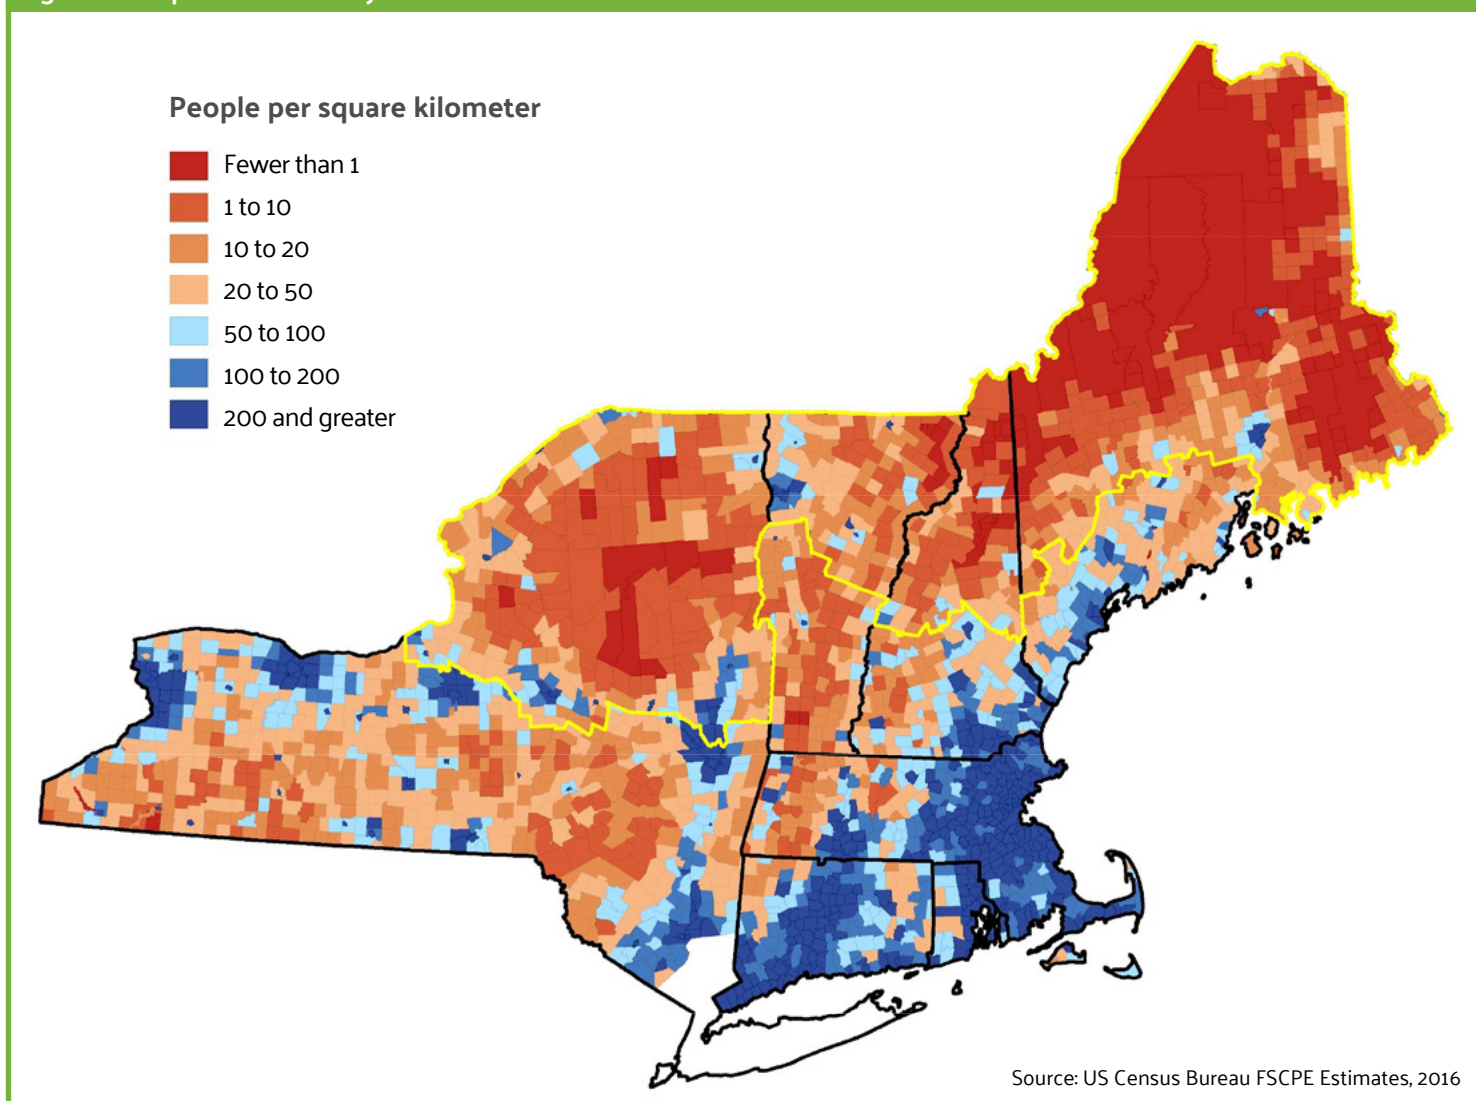 People per square kilometer
Fewer than 1
1 to 10
10 to 20
20 to 50
50 to 100
100 to 200
200 and greater
Source: US Census Bureau FSCPE Estimates, 2016